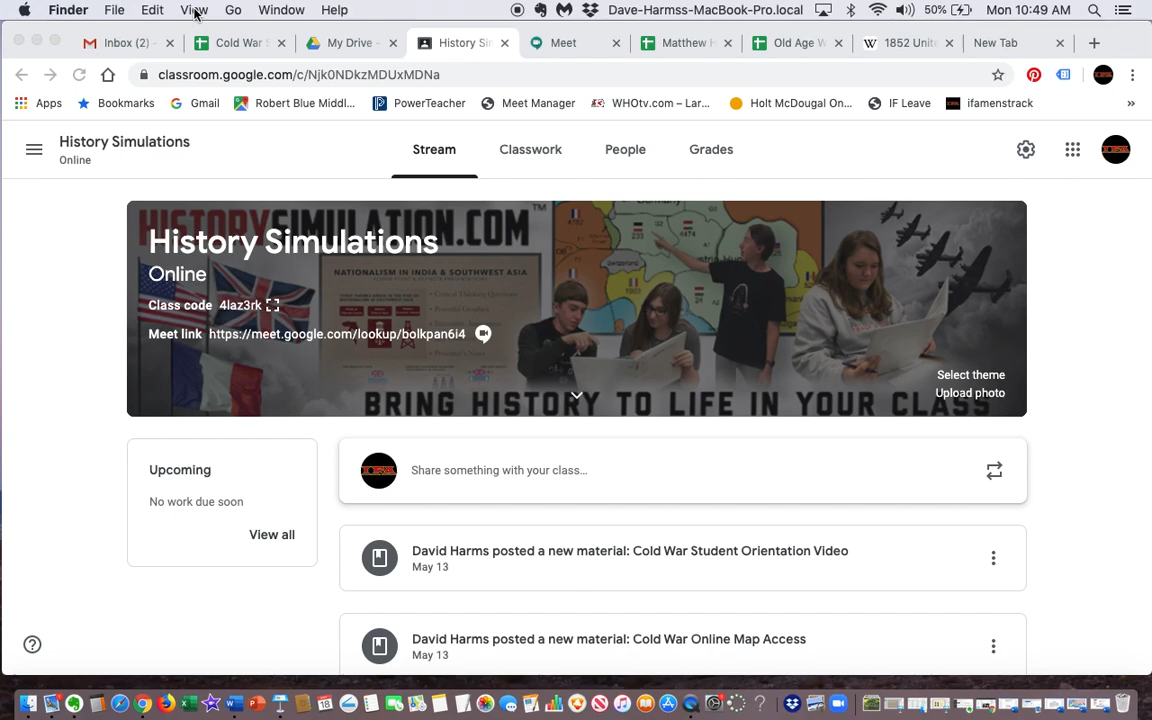 Finder File Edit View Go Window Help Dave-Harmss-MacBook-Pro.local 50% Mon 10:49 AM
Inbox (2) - Cold War S My Drive - History Sin Meet Matthew H Old Age W 1852 Unite New Tab
classroom.google.com/c/Njk0NDkzMDUxMDNa
Apps Bookmarks Gmail Robert Blue Middl... PowerTeacher Meet Manager WHOtv.com – Lar... Holt McDougal On... IF Leave ifamenstrack »
History Simulations
Online
Stream Classwork People Grades
HISTORYSIMULATION.COM™
History Simulations
Online
NATIONALISM IN INDIA & SOUTHWEST ASIA
Class code 4laz3rk
Meet link https://meet.google.com/lookup/bolkpan6i4
Select theme
Upload photo
BRING HISTORY TO LIFE IN YOUR CLASS
Upcoming
No work due soon
View all
Share something with your class...
David Harms posted a new material: Cold War Student Orientation Video
May 13
David Harms posted a new material: Cold War Online Map Access
May 13